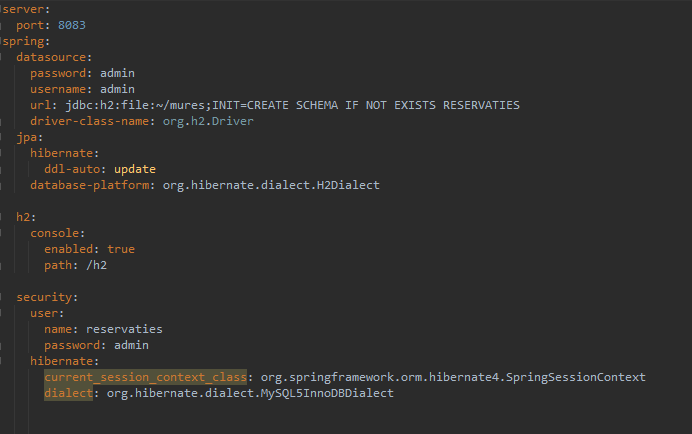 server:
  port: 8083
spring:
  datasource:
    password: admin
    username: admin
    url: jdbc:h2:file:~/mures;INIT=CREATE SCHEMA IF NOT EXISTS RESERVATIES
    driver-class-name: org.h2.Driver
  jpa:
    hibernate:
      ddl-auto: update
    database-platform: org.hibernate.dialect.H2Dialect
  h2:
    console:
      enabled: true
      path: /h2
  security:
    user:
      name: reservaties
      password: admin
    hibernate:
      current_session_context_class: org.springframework.orm.hibernate4.SpringSessionContext
      dialect: org.hibernate.dialect.MySQL5InnoDBDialect